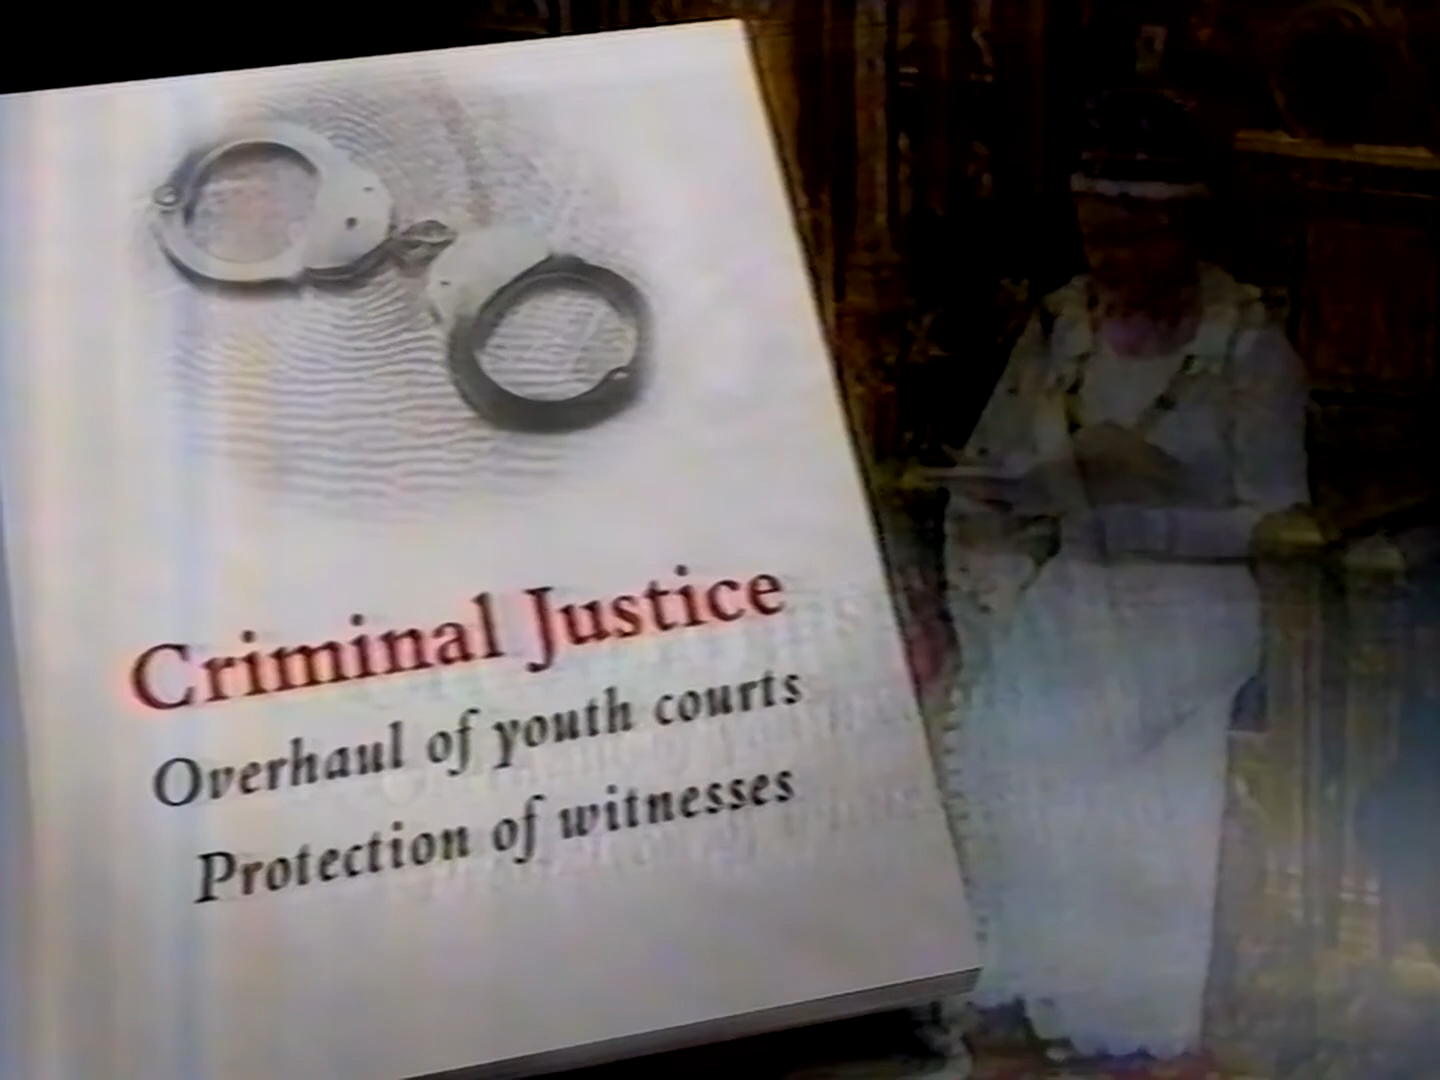 Criminal Justice
Overhaul of youth courts
Protection of witnesses